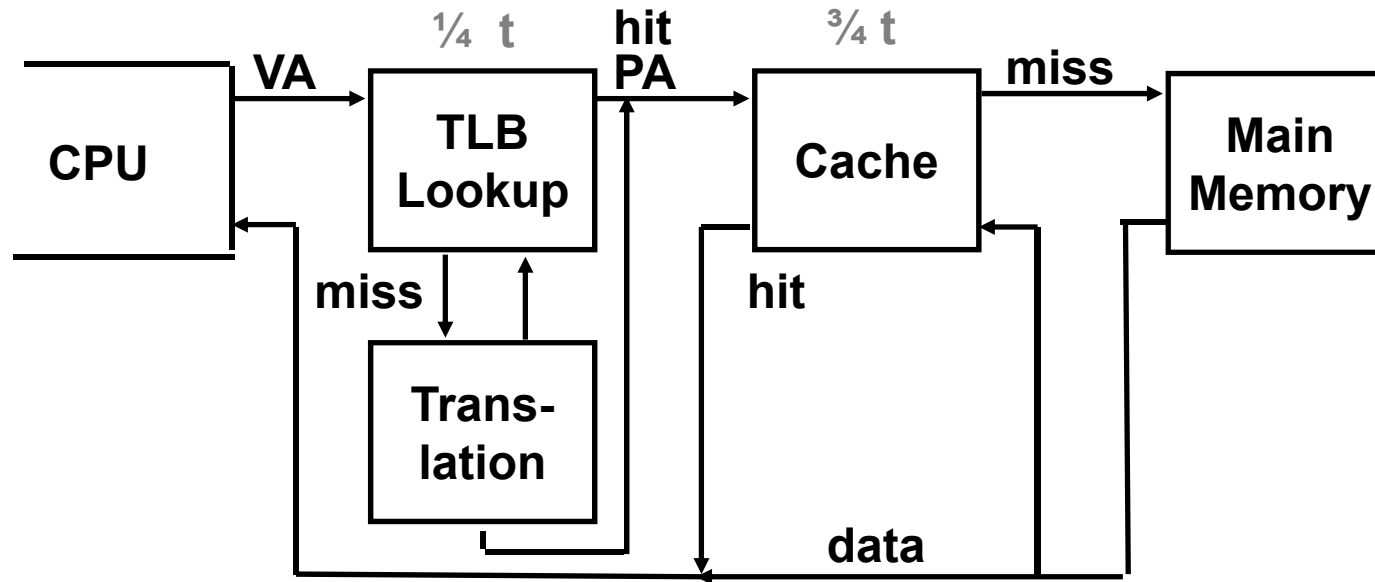 ¼ t
hit
¾ t
VA
PA
miss
CPU
TLB
Lookup
Cache
Main
Memory
miss
hit
Trans-
lation
data